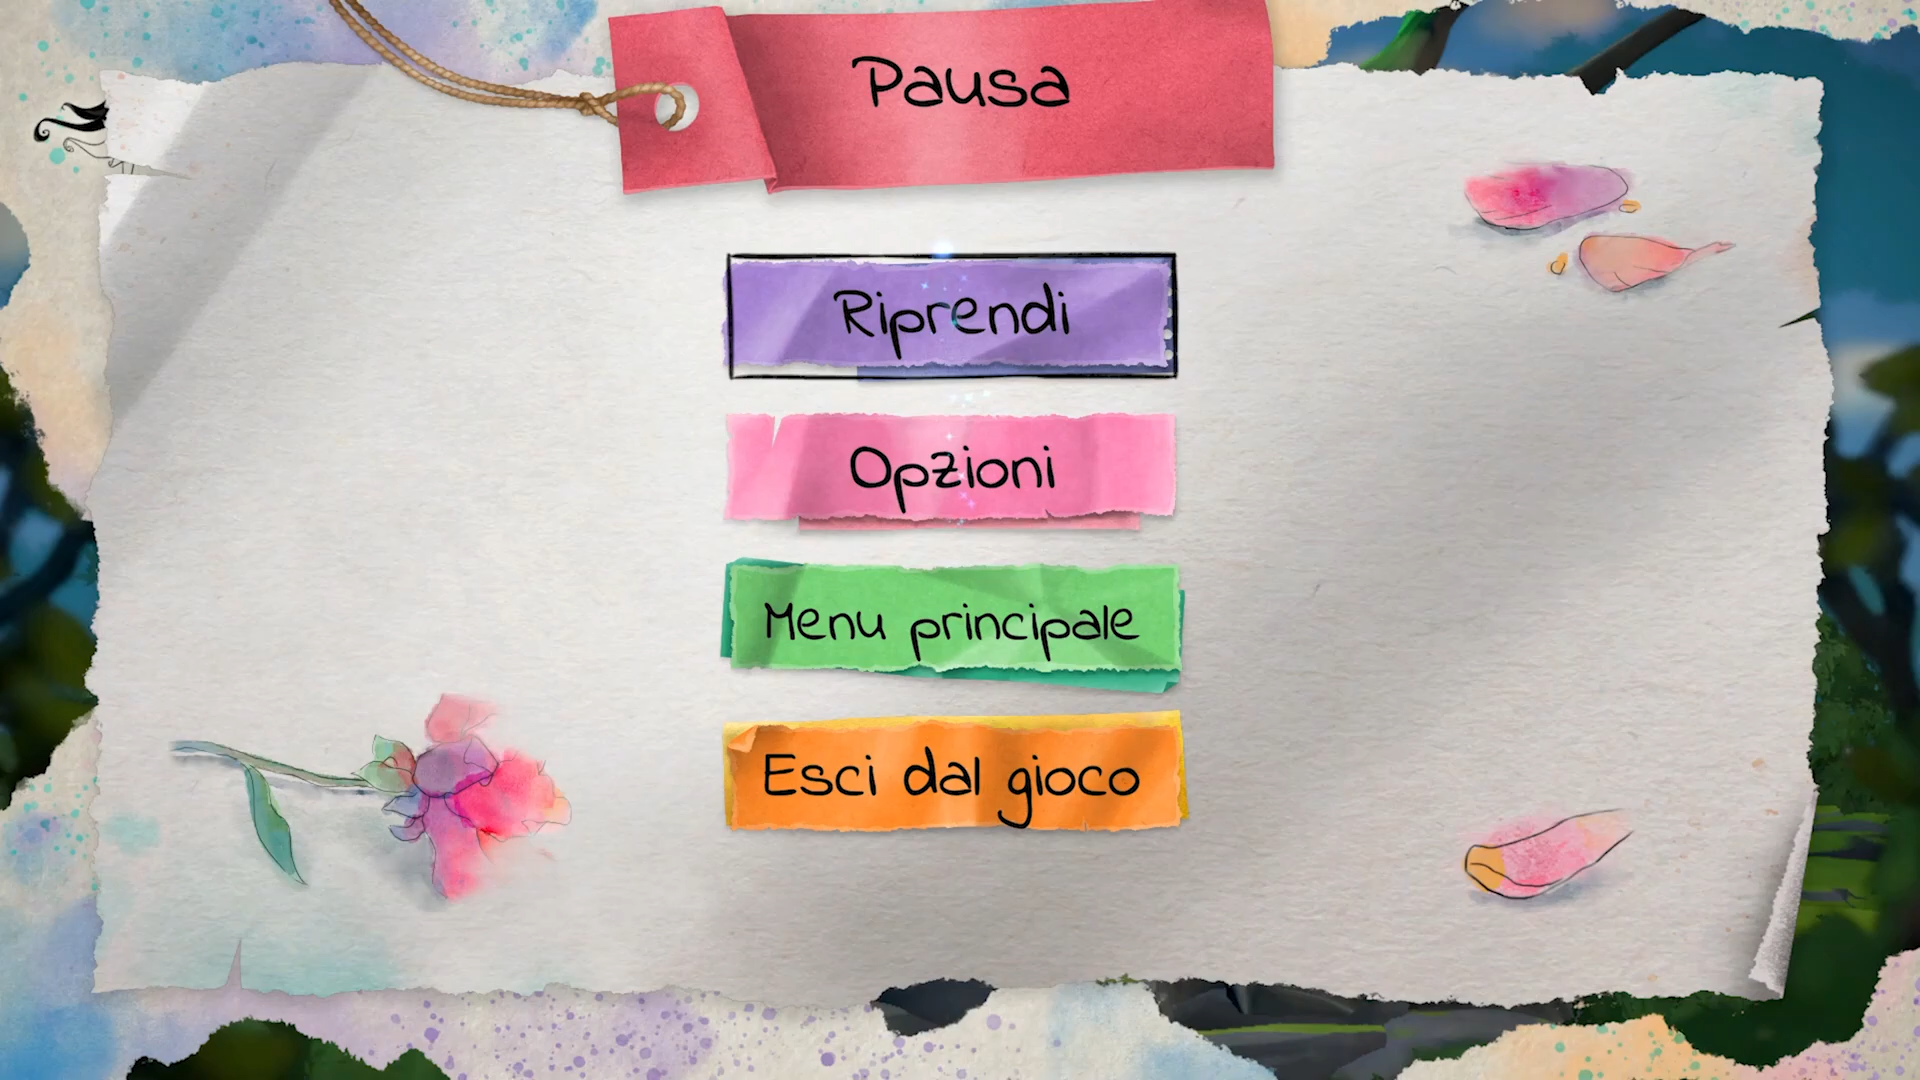 Pausa
Riprendi
Opzioni
Menu principale
Esci dal gioco